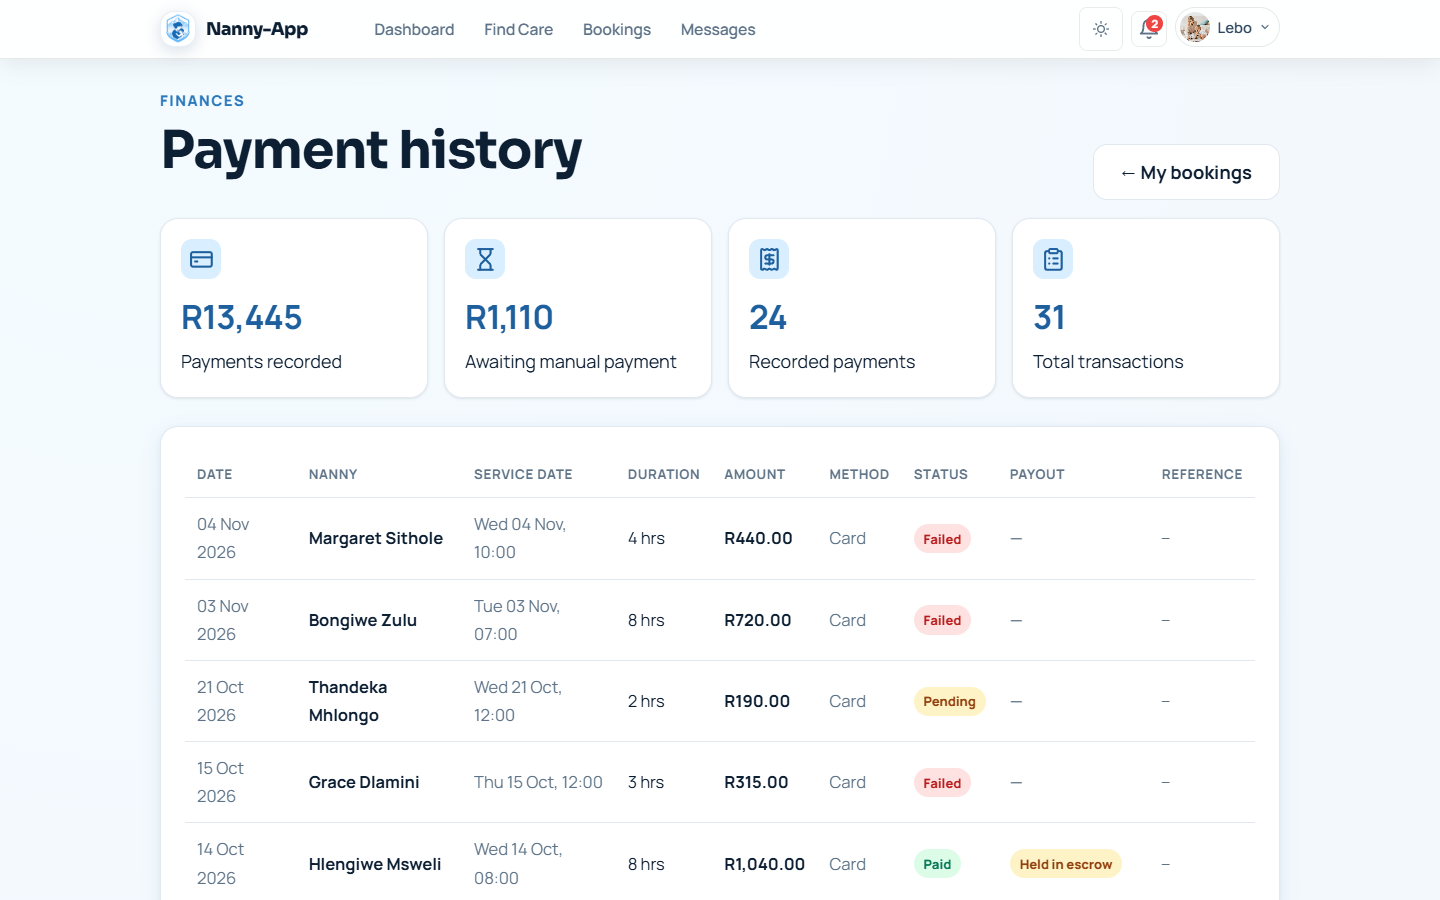 Nanny-App
Dashboard
Find Care
Bookings
Messages
2
Lebo
FINANCES
Payment history
← My bookings
R13,445
Payments recorded
R1,110
Awaiting manual payment
24
Recorded payments
31
Total transactions
DATE NANNY SERVICE DATE DURATION AMOUNT METHOD STATUS PAYOUT REFERENCE
04 Nov 2026 Margaret Sithole Wed 04 Nov, 10:00 4 hrs R440.00 Card Failed — –
03 Nov 2026 Bongiwe Zulu Tue 03 Nov, 07:00 8 hrs R720.00 Card Failed — –
21 Oct 2026 Thandeka Mhlongo Wed 21 Oct, 12:00 2 hrs R190.00 Card Pending — –
15 Oct 2026 Grace Dlamini Thu 15 Oct, 12:00 3 hrs R315.00 Card Failed — –
14 Oct 2026 Hlengiwe Msweli Wed 14 Oct, 08:00 8 hrs R1,040.00 Card Paid Held in escrow –